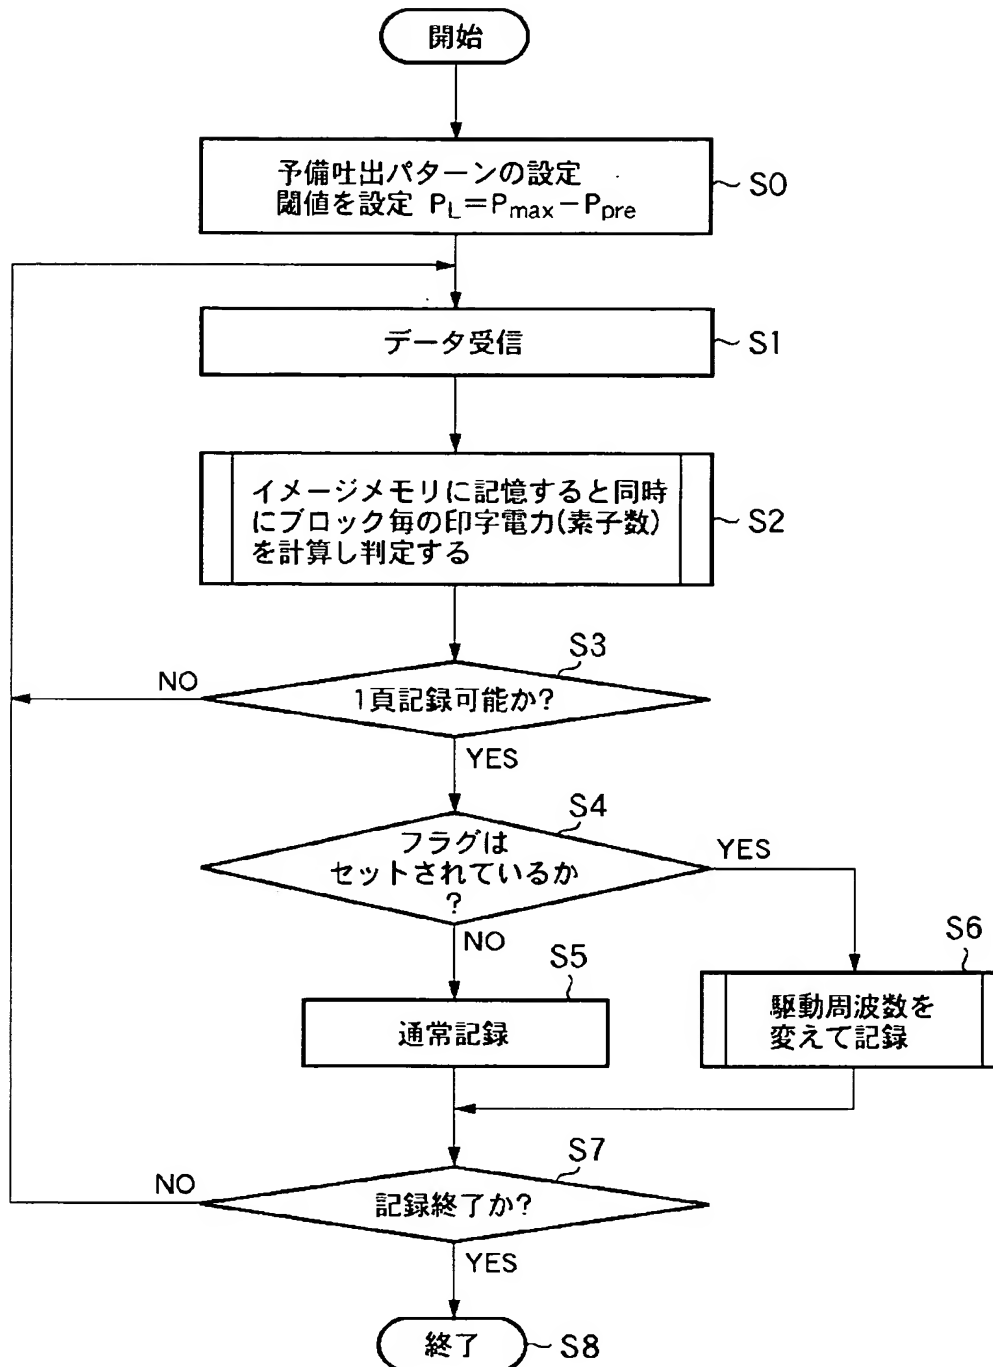 開始
予備吐出パターンの設定
閾値を設定 PL=Pmax−Ppre
~S0
データ受信
~S1
イメージメモリに記憶すると同時
にブロック毎の印字電力(素子数)
を計算し判定する
~S2
S3
NO
1頁記録可能か?
YES
S4
フラグは
セットされているか
?
YES
NO
S5
通常記録
S6
駆動周波数を
変えて記録
S7
NO
記録終了か?
YES
終了
~S8